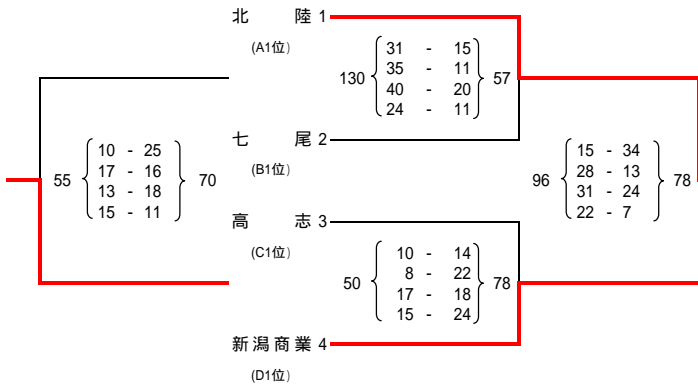 北陸 1
(A1位)
130 31 - 15 57
35 - 11
40 - 20
24 - 11
七尾 2
(B1位)
55 10 - 25 70
17 - 16
13 - 18
15 - 11
96 15 - 34 78
28 - 13
31 - 24
22 - 7
高志 3
(C1位)
50 10 - 14 78
8 - 22
17 - 18
15 - 24
新潟商業 4
(D1位)